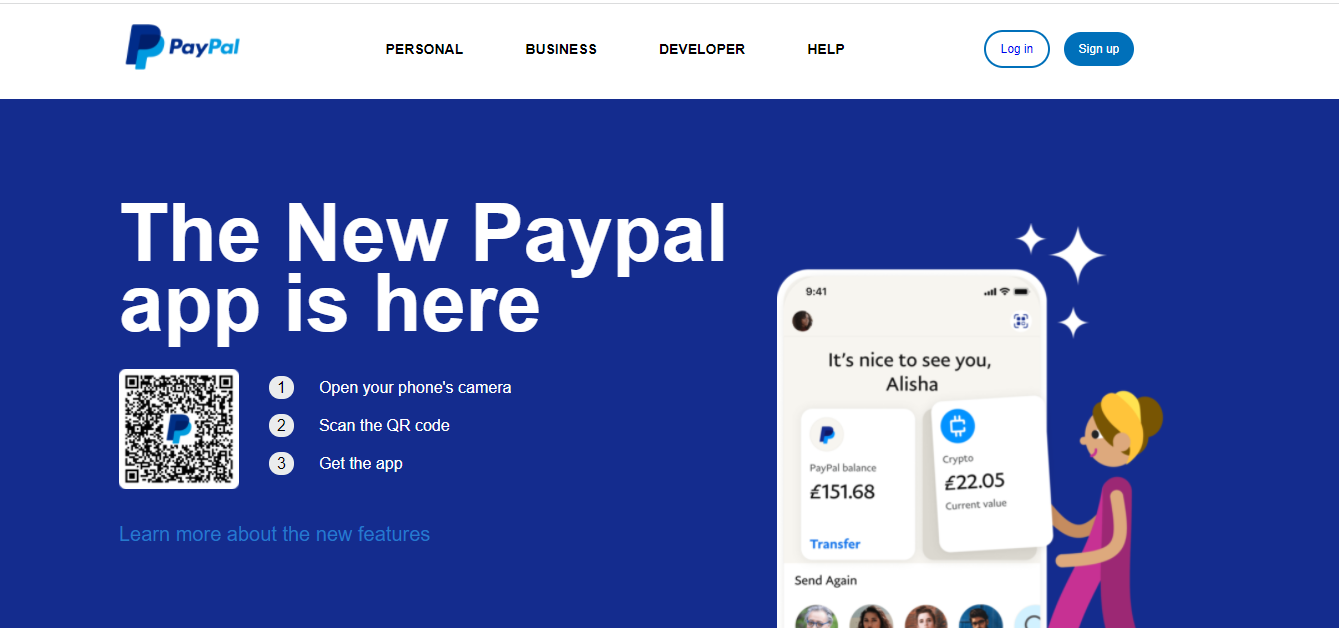 PayPal
PERSONAL
BUSINESS
DEVELOPER
HELP
Log in
Sign up
The New Paypal
app is here
1 Open your phone's camera
2 Scan the QR code
3 Get the app
Learn more about the new features
9:41
It's nice to see you,
Alisha
PayPal balance
£151.68
Transfer
Crypto
£22.05
Current value
Send Again